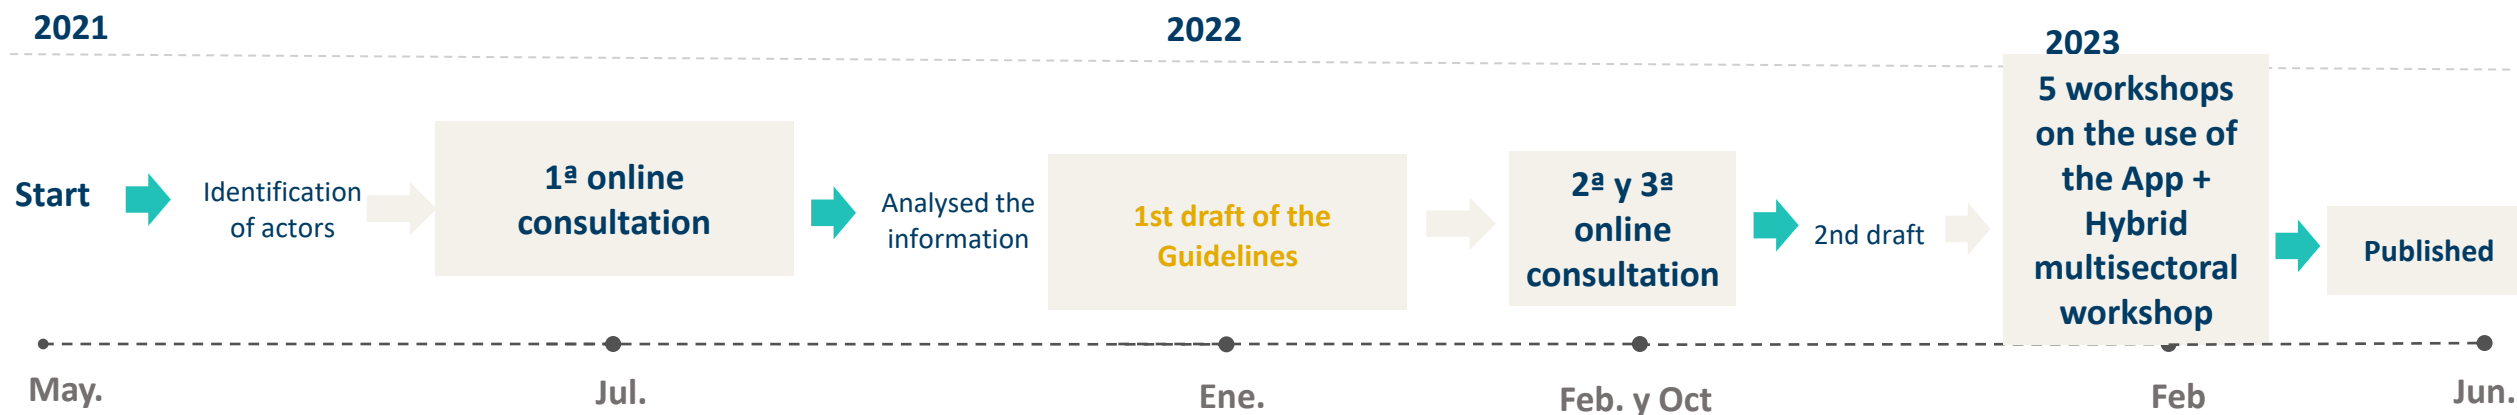 2021
2022
2023
Start
Identification
of actors
1ª online
consultation
Analysed the
information
1st draft of the
Guidelines
2ª y 3ª
online
consultation
2nd draft
5 workshops
on the use of
the App +
Hybrid
multisectoral
workshop
Published
May.
Jul.
Ene.
Feb. y Oct
Feb
Jun.